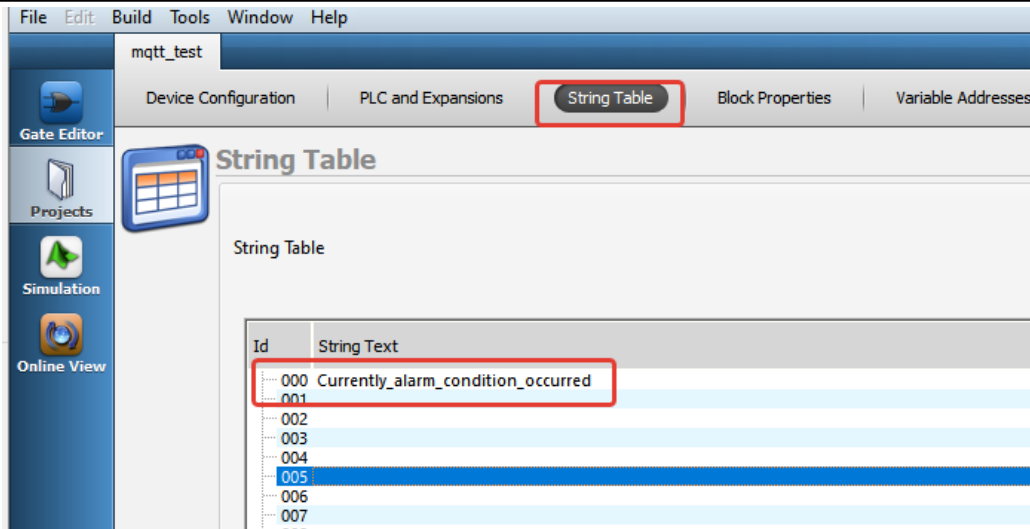 File Edit Build Tools Window Help
mqtt_test
Device Configuration PLC and Expansions String Table Block Properties Variable Addresses
Gate Editor
Projects
Simulation
Online View
String Table
String Table
Id String Text
000 Currently_alarm_condition_occurred
001
002
003
004
005
006
007